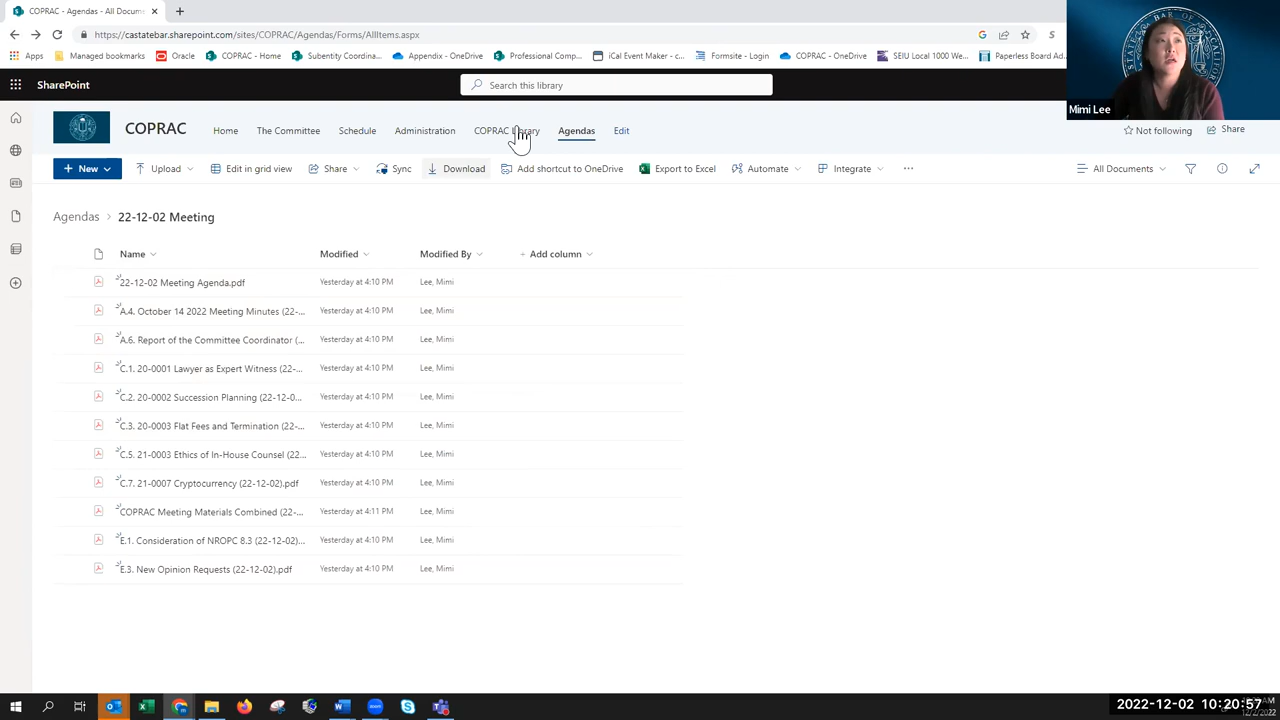 COPRAC - Agendas - All Docum
https://castatebar.sharepoint.com/sites/COPRAC/Agendas/Forms/AllItems.aspx
Apps Managed bookmarks Oracle COPRAC - Home Subentity Coordina... Appendix - OneDrive Professional Comp... iCal Event Maker - c... Formsite - Login COPRAC - OneDrive SEIU Local 1000 We... Paperless Board Ad...
SharePoint
Search this library
Mimi Lee
COPRAC
Home The Committee Schedule Administration COPRAC Library Agendas Edit
Not following Share
New Upload Edit in grid view Share Sync Download Add shortcut to OneDrive Export to Excel Automate Integrate ... All Documents
Agendas > 22-12-02 Meeting
Name Modified Modified By + Add column
22-12-02 Meeting Agenda.pdf Yesterday at 4:10 PM Lee, Mimi
A.4. October 14 2022 Meeting Minutes (22-... Yesterday at 4:10 PM Lee, Mimi
A.6. Report of the Committee Coordinator (... Yesterday at 4:10 PM Lee, Mimi
C.1. 20-0001 Lawyer as Expert Witness (22-... Yesterday at 4:10 PM Lee, Mimi
C.2. 20-0002 Succession Planning (22-12-0... Yesterday at 4:10 PM Lee, Mimi
C.3. 20-0003 Flat Fees and Termination (22-... Yesterday at 4:10 PM Lee, Mimi
C.5. 21-0003 Ethics of In-House Counsel (22... Yesterday at 4:10 PM Lee, Mimi
C.7. 21-0007 Cryptocurrency (22-12-02).pdf Yesterday at 4:10 PM Lee, Mimi
COPRAC Meeting Materials Combined (22-... Yesterday at 4:11 PM Lee, Mimi
E.1. Consideration of NROPC 8.3 (22-12-02)... Yesterday at 4:10 PM Lee, Mimi
E.3. New Opinion Requests (22-12-02).pdf Yesterday at 4:10 PM Lee, Mimi
2022-12-02 10:20:57